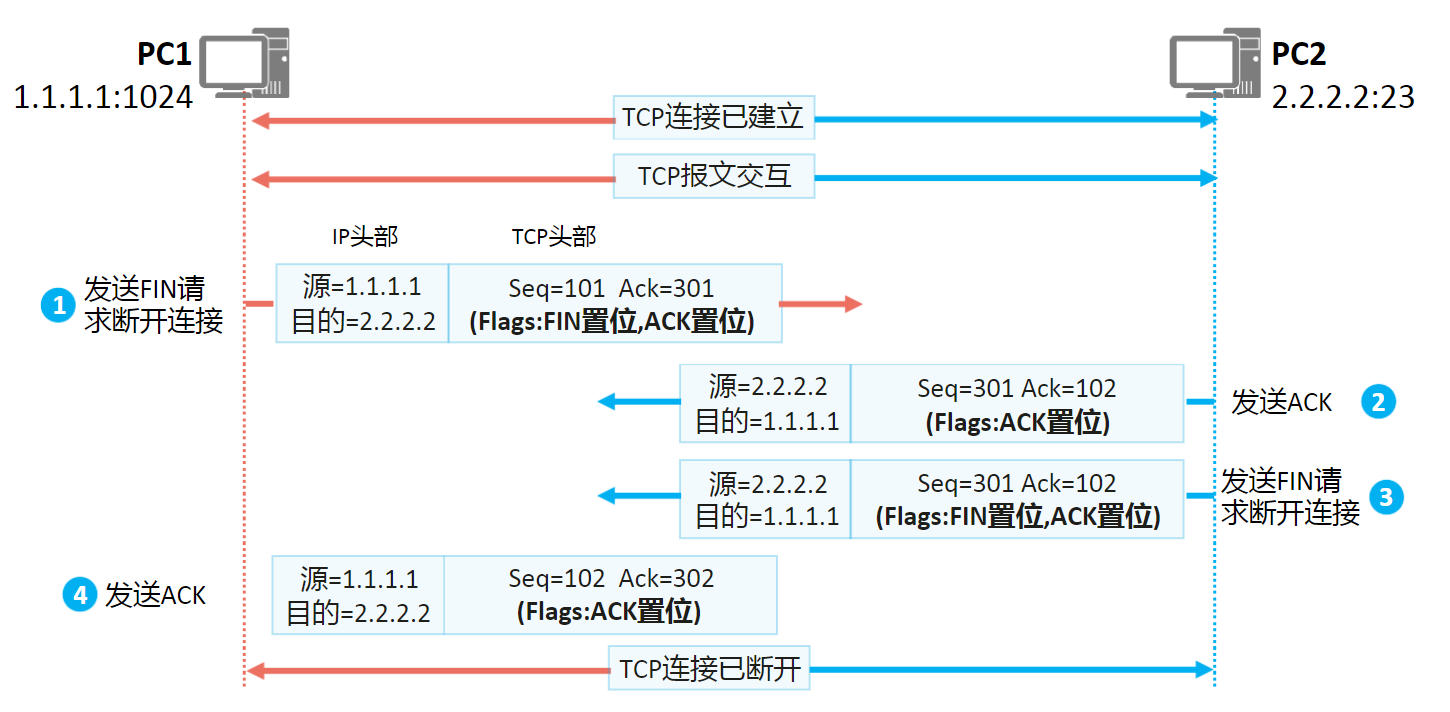 PC1
1.1.1.1:1024
PC2
2.2.2.2:23
TCP连接已建立
TCP报文交互
IP头部
TCP头部
1
发送FIN请
求断开连接
源=1.1.1.1
目的=2.2.2.2
Seq=101 Ack=301
(Flags:FIN置位,ACK置位)
源=2.2.2.2
目的=1.1.1.1
Seq=301 Ack=102
(Flags:ACK置位)
发送ACK
2
源=2.2.2.2
目的=1.1.1.1
Seq=301 Ack=102
(Flags:FIN置位,ACK置位)
发送FIN请
求断开连接
3
4
发送ACK
源=1.1.1.1
目的=2.2.2.2
Seq=102 Ack=302
(Flags:ACK置位)
TCP连接已断开